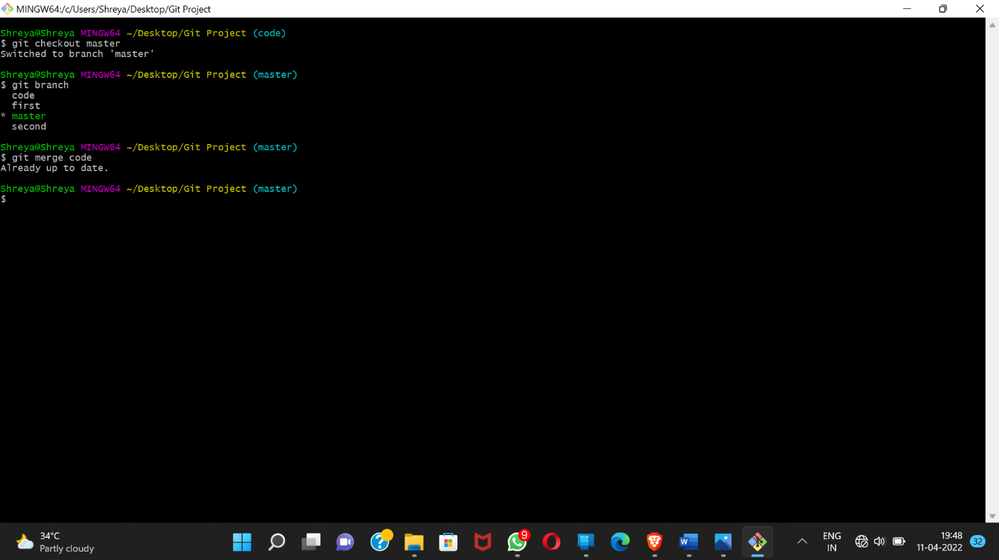 MINGW64:/c/Users/Shreya/Desktop/Git Project
Shreya@Shreya MINGW64 ~/Desktop/Git Project (code)
$ git checkout master
Switched to branch 'master'
Shreya@Shreya MINGW64 ~/Desktop/Git Project (master)
$ git branch
  code
  first
* master
  second
Shreya@Shreya MINGW64 ~/Desktop/Git Project (master)
$ git merge code
Already up to date.
Shreya@Shreya MINGW64 ~/Desktop/Git Project (master)
$
34°C
Partly cloudy
9
ENG
IN
19:48
11-04-2022
32